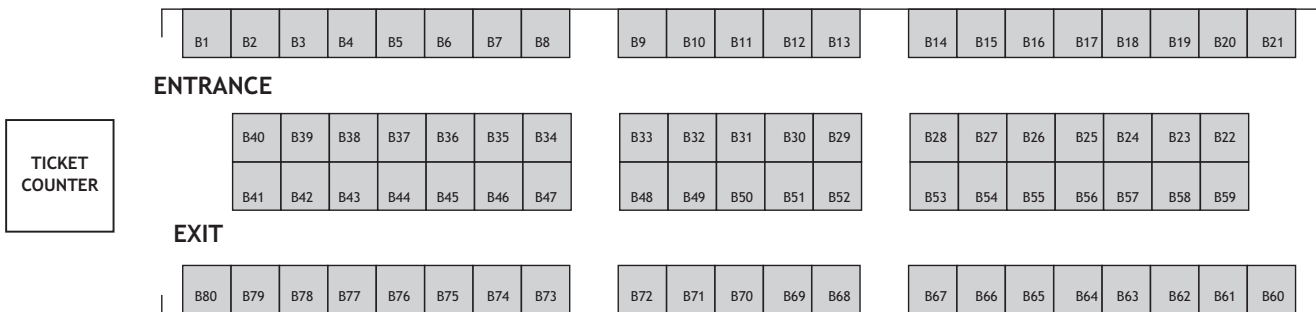 B1 B2 B3 B4 B5 B6 B7 B8 B9 B10 B11 B12 B13 B14 B15 B16 B17 B18 B19 B20 B21
ENTRANCE
B40 B39 B38 B37 B36 B35 B34 B33 B32 B31 B30 B29 B28 B27 B26 B25 B24 B23 B22
TICKET
COUNTER
B41 B42 B43 B44 B45 B46 B47 B48 B49 B50 B51 B52 B53 B54 B55 B56 B57 B58 B59
EXIT
B80 B79 B78 B77 B76 B75 B74 B73 B72 B71 B70 B69 B68 B67 B66 B65 B64 B63 B62 B61 B60